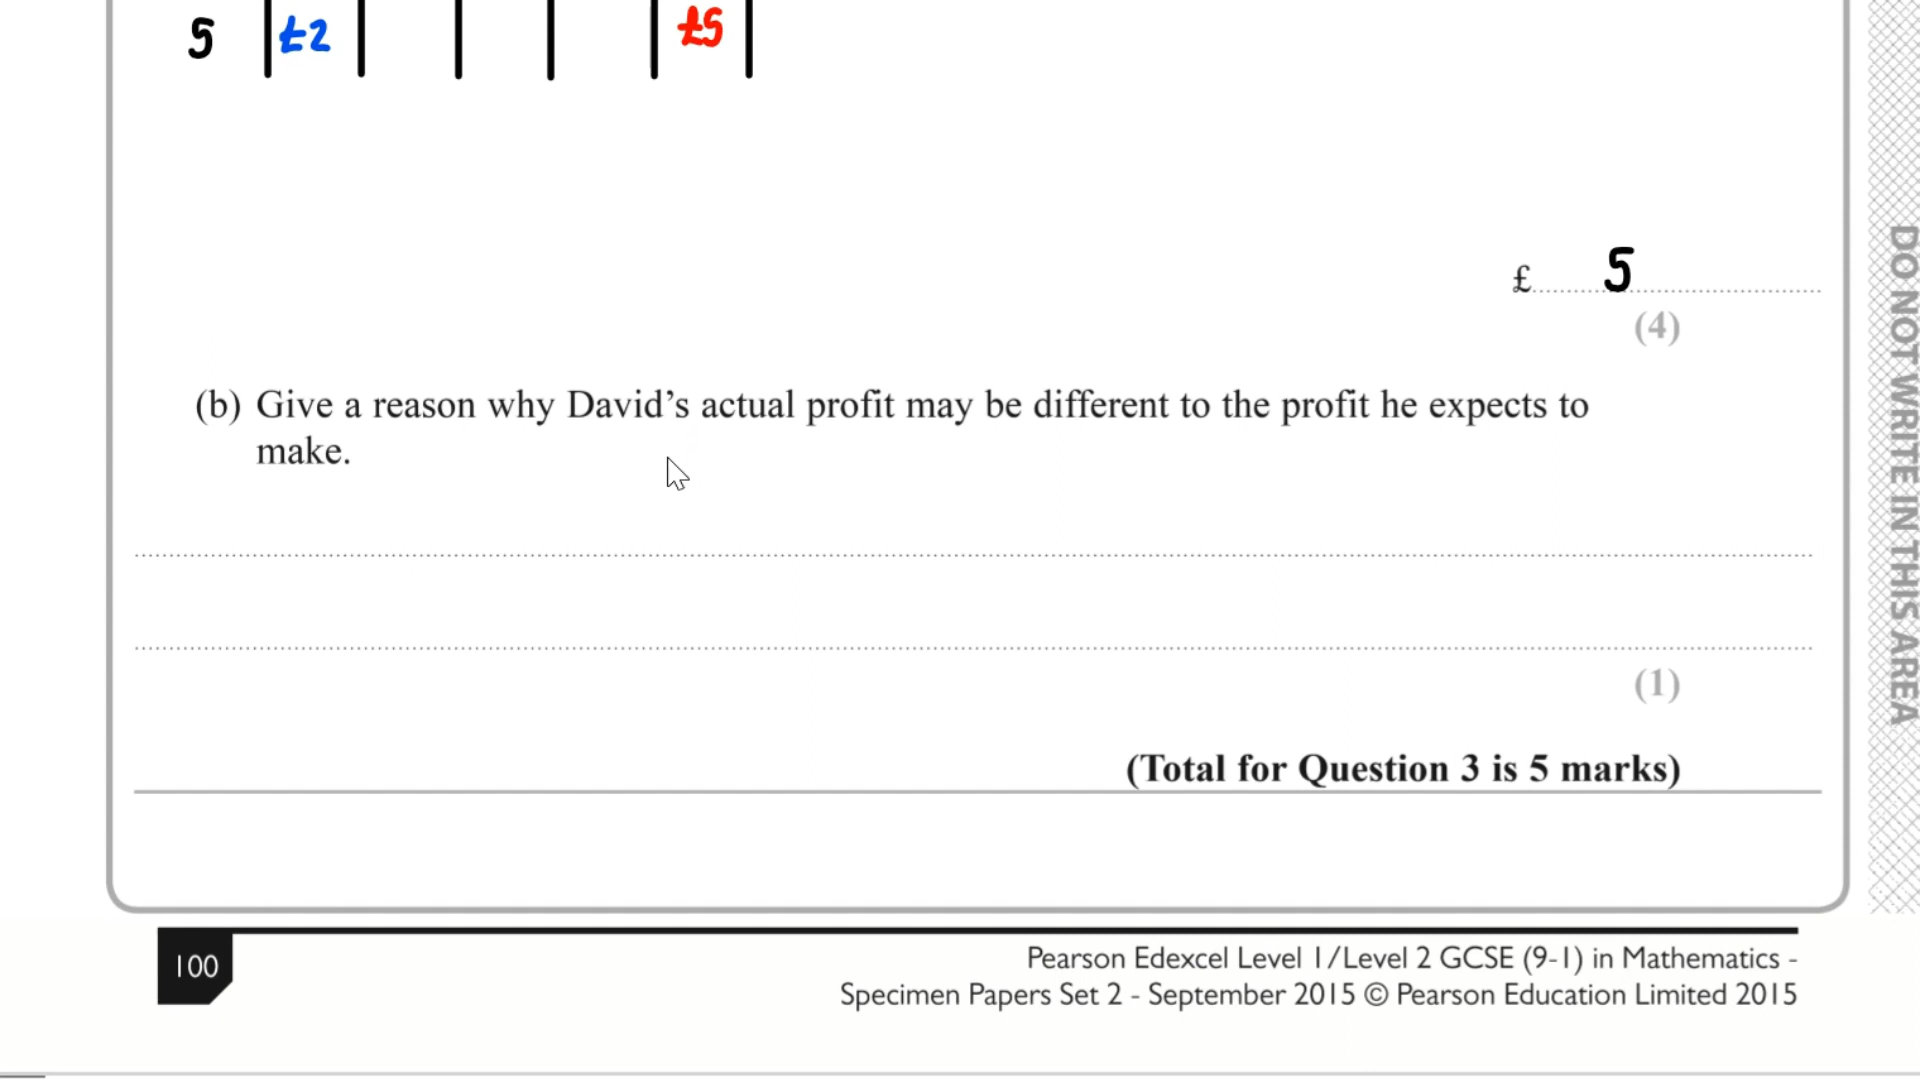 5 £2 £5
£ 5
(4)
(b) Give a reason why David's actual profit may be different to the profit he expects to
make.
(1)
(Total for Question 3 is 5 marks)
DO NOT WRITE IN THIS AREA
100
Pearson Edexcel Level 1/Level 2 GCSE (9-1) in Mathematics -
Specimen Papers Set 2 - September 2015 © Pearson Education Limited 2015